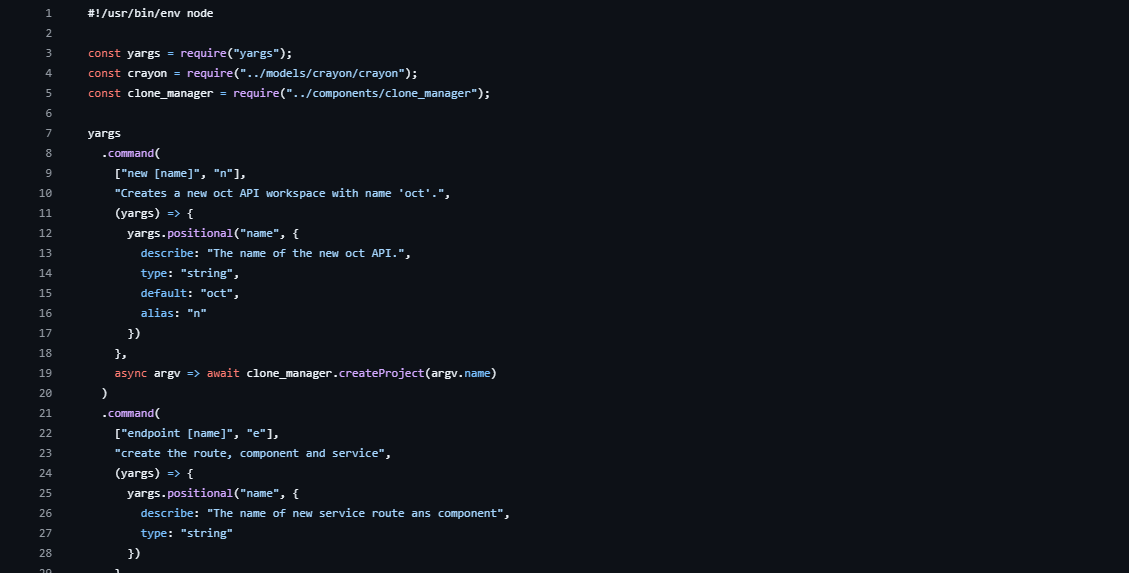 1 #!/usr/bin/env node
2
3 const yargs = require("yargs");
4 const crayon = require("../models/crayon/crayon");
5 const clone_manager = require("../components/clone_manager");
6
7 yargs
8 .command(
9 ["new [name]", "n"],
10 "Creates a new oct API workspace with name 'oct'.",
11 (yargs) => {
12 yargs.positional("name", {
13 describe: "The name of the new oct API.",
14 type: "string",
15 default: "oct",
16 alias: "n"
17 })
18 },
19 async argv => await clone_manager.createProject(argv.name)
20 )
21 .command(
22 ["endpoint [name]", "e"],
23 "create the route, component and service",
24 (yargs) => {
25 yargs.positional("name", {
26 describe: "The name of new service route ans component",
27 type: "string"
28 })